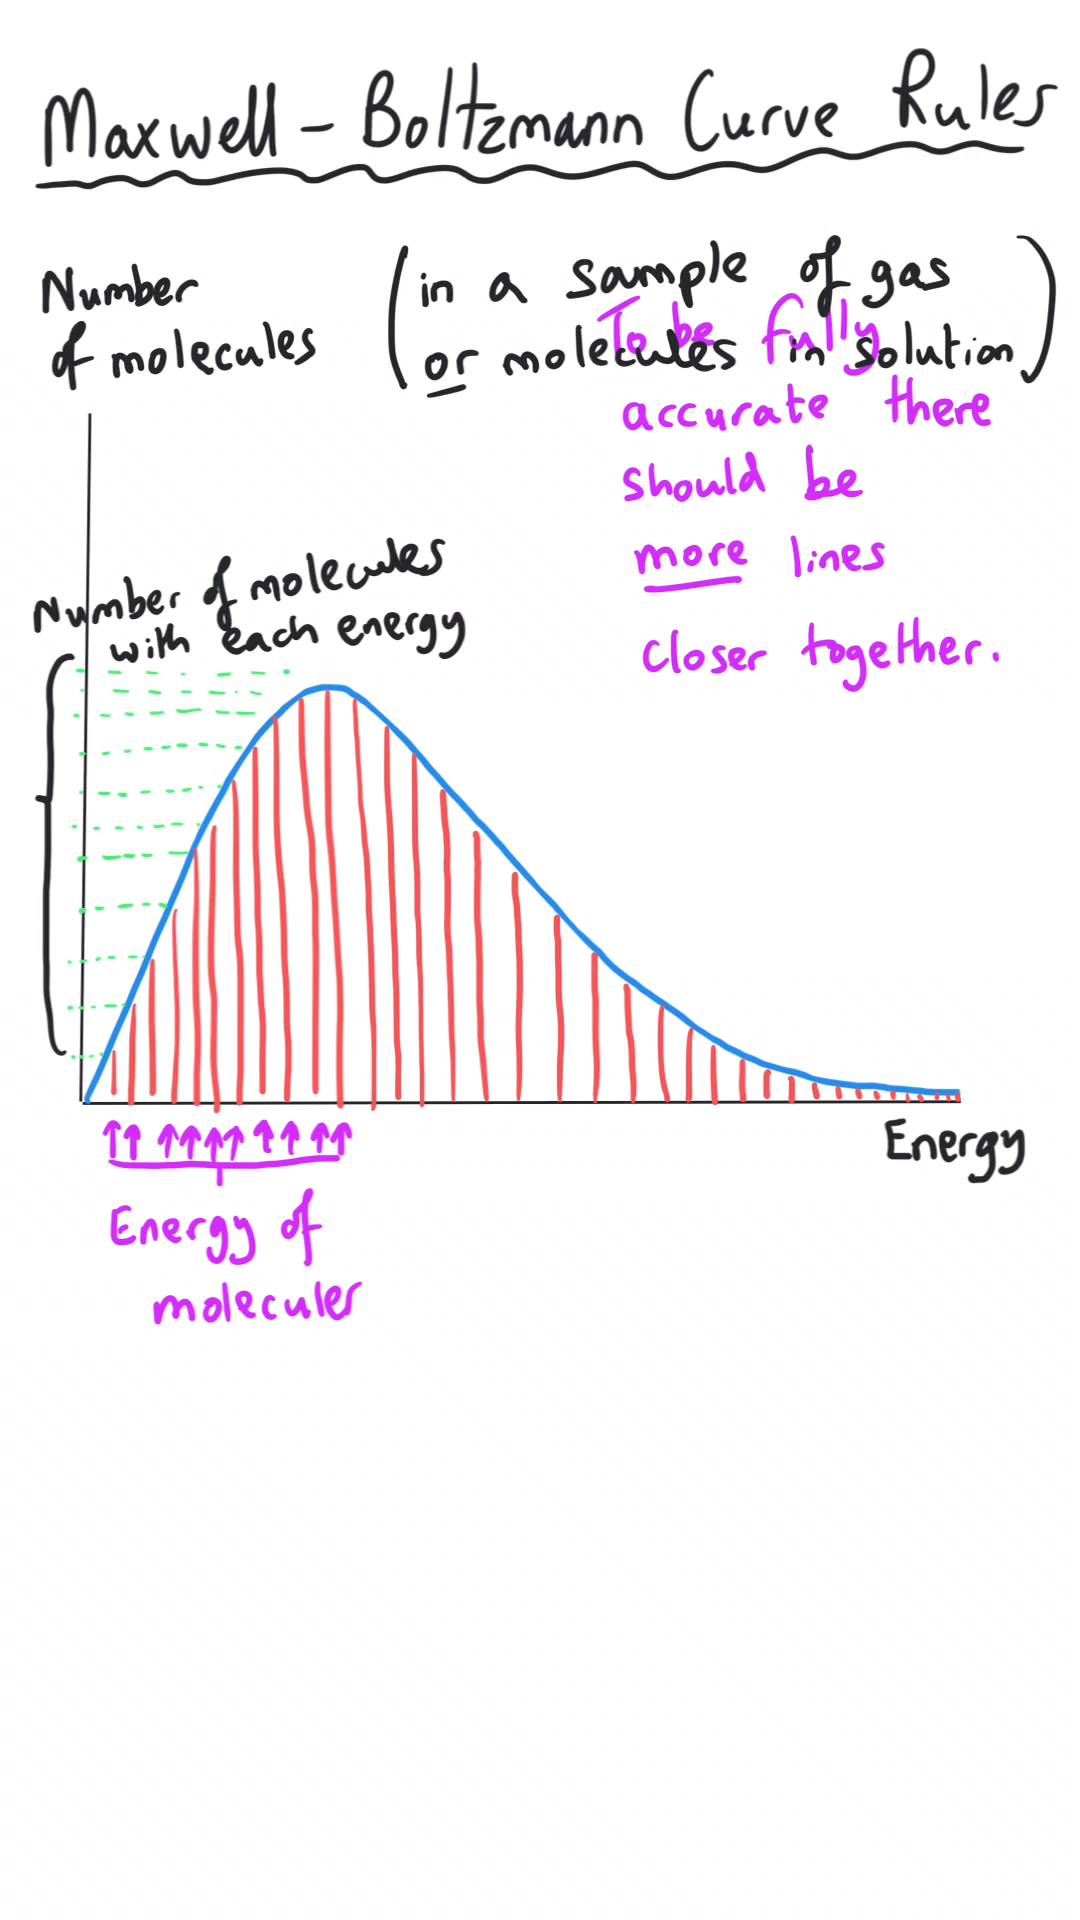 Maxwell - Boltzmann Curve Rules
Number
of molecules
(in a sample of gas
or molecules in solution)
To be fully
accurate there
should be
more lines
closer together.
Number of molecules
with each energy
Energy
Energy of
molecules